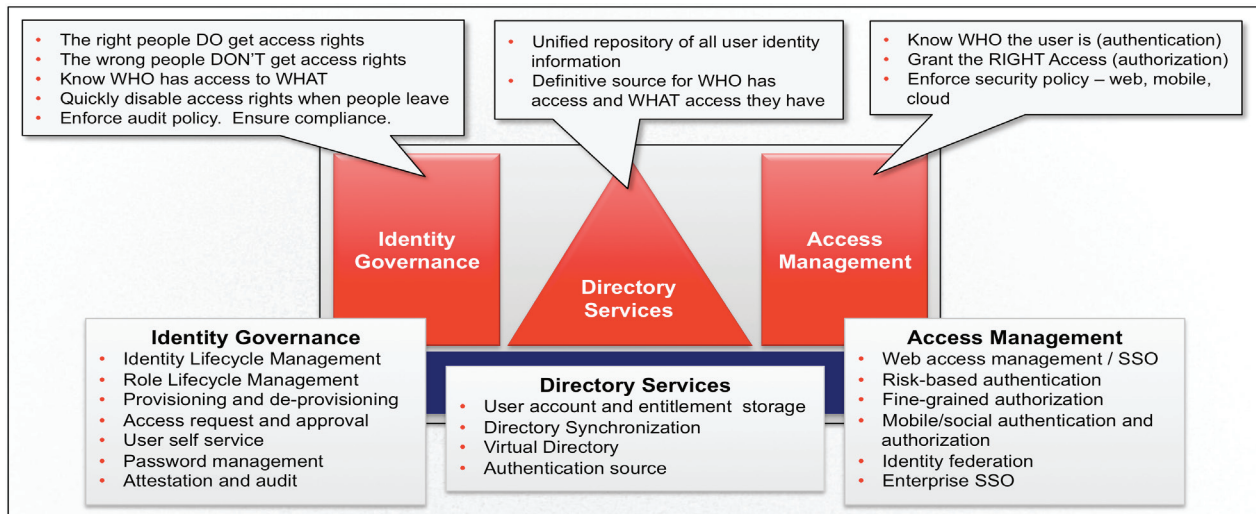 • The right people DO get access rights
• The wrong people DON'T get access rights
• Know WHO has access to WHAT
• Quickly disable access rights when people leave
• Enforce audit policy.  Ensure compliance.
• Unified repository of all user identity
information
• Definitive source for WHO has
access and WHAT access they have
• Know WHO the user is (authentication)
• Grant the RIGHT Access (authorization)
• Enforce security policy – web, mobile,
cloud
Identity
Governance
Directory
Services
Access
Management
Identity Governance
• Identity Lifecycle Management
• Role Lifecycle Management
• Provisioning and de-provisioning
• Access request and approval
• User self service
• Password management
• Attestation and audit
Directory Services
• User account and entitlement  storage
• Directory Synchronization
• Virtual Directory
• Authentication source
Access Management
• Web access management / SSO
• Risk-based authentication
• Fine-grained authorization
• Mobile/social authentication and
authorization
• Identity federation
• Enterprise SSO